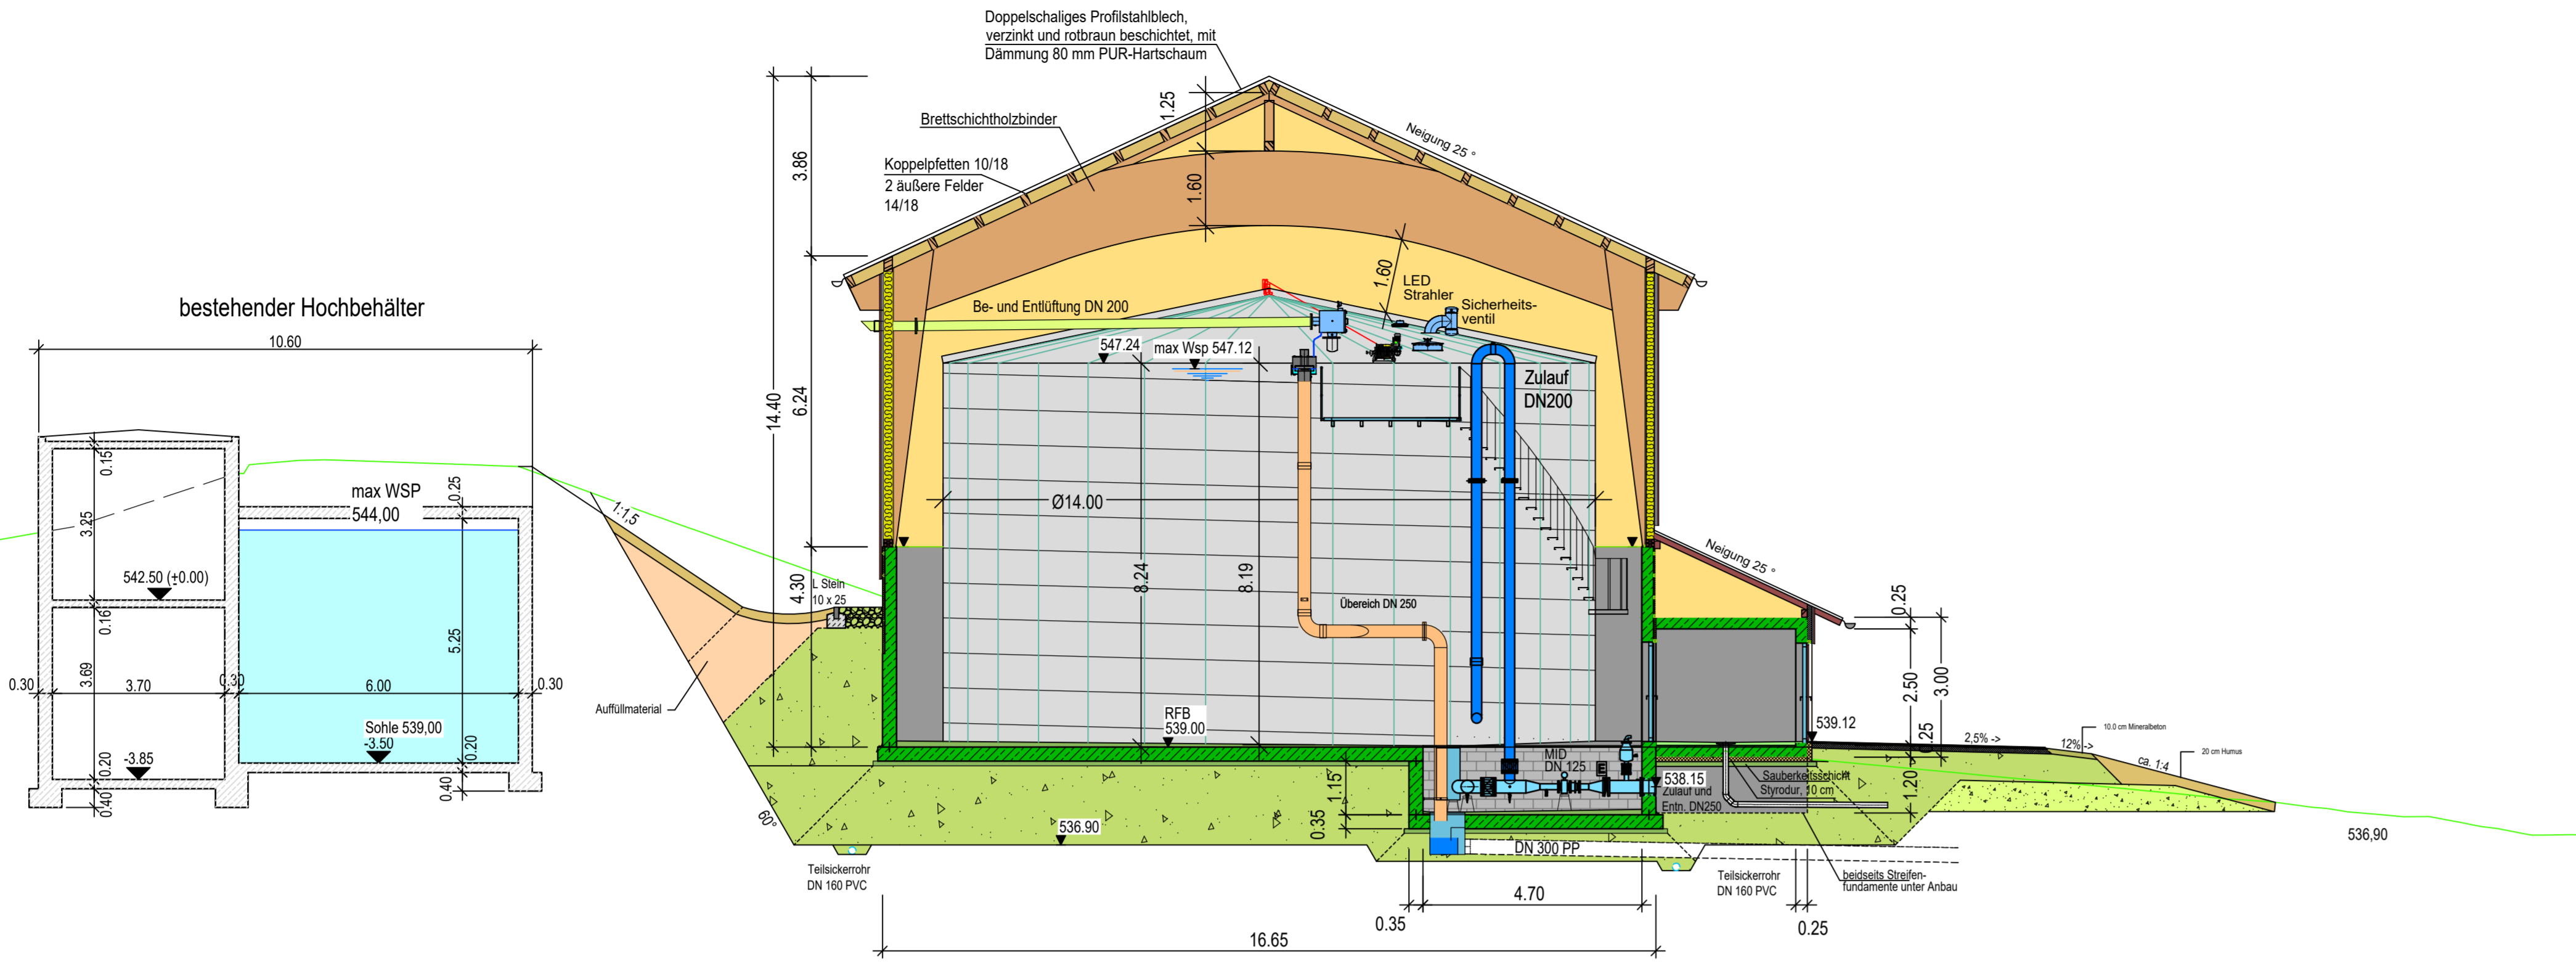 Doppelschaliges Profilstahlblech,
verzinkt und rotbraun beschichtet, mit
Dämmung 80 mm PUR-Hartschaum
Brettschichtholzbinder
Koppelpfetten 10/18
2 äußere Felder
14/18
Neigung 25 °
1.25
3.86
1.60
1.60
14.40
6.24
4.30
LED
Strahler
Sicherheits-
ventil
Be- und Entlüftung DN 200
547.24
max Wsp 547.12
Zulauf
DN200
Ø14.00
8.24
8.19
Übereich DN 250
RFB
539.00
MID
DN 125
E
538.15
Zulauf und
Entn. DN250
536.90
1.15
0.35
DN 300 PP
4.70
0.35
16.65
0.25
Teilsickerrohr
DN 160 PVC
Teilsickerrohr
DN 160 PVC
beidseits Streifen-
fundamente unter Anbau
Sauberkeitsschicht
Styrodur, 10 cm
Neigung 25 °
0.25
2.50
3.00
0.25
1.20
539.12
2,5% ->
12% ->
10.0 cm Mineralbeton
20 cm Humus
ca. 1:4
536,90
bestehender Hochbehälter
10.60
0.15
3.25
max WSP
544,00
0.25
542.50 (±0.00)
0.16
3.69
5.25
0.30
3.70
0.30
6.00
0.30
Sohle 539,00
-3.50
-3.85
0.20
0.20
0.40
0.40
1:1,5
L Stein
10 x 25
Auffüllmaterial
60°